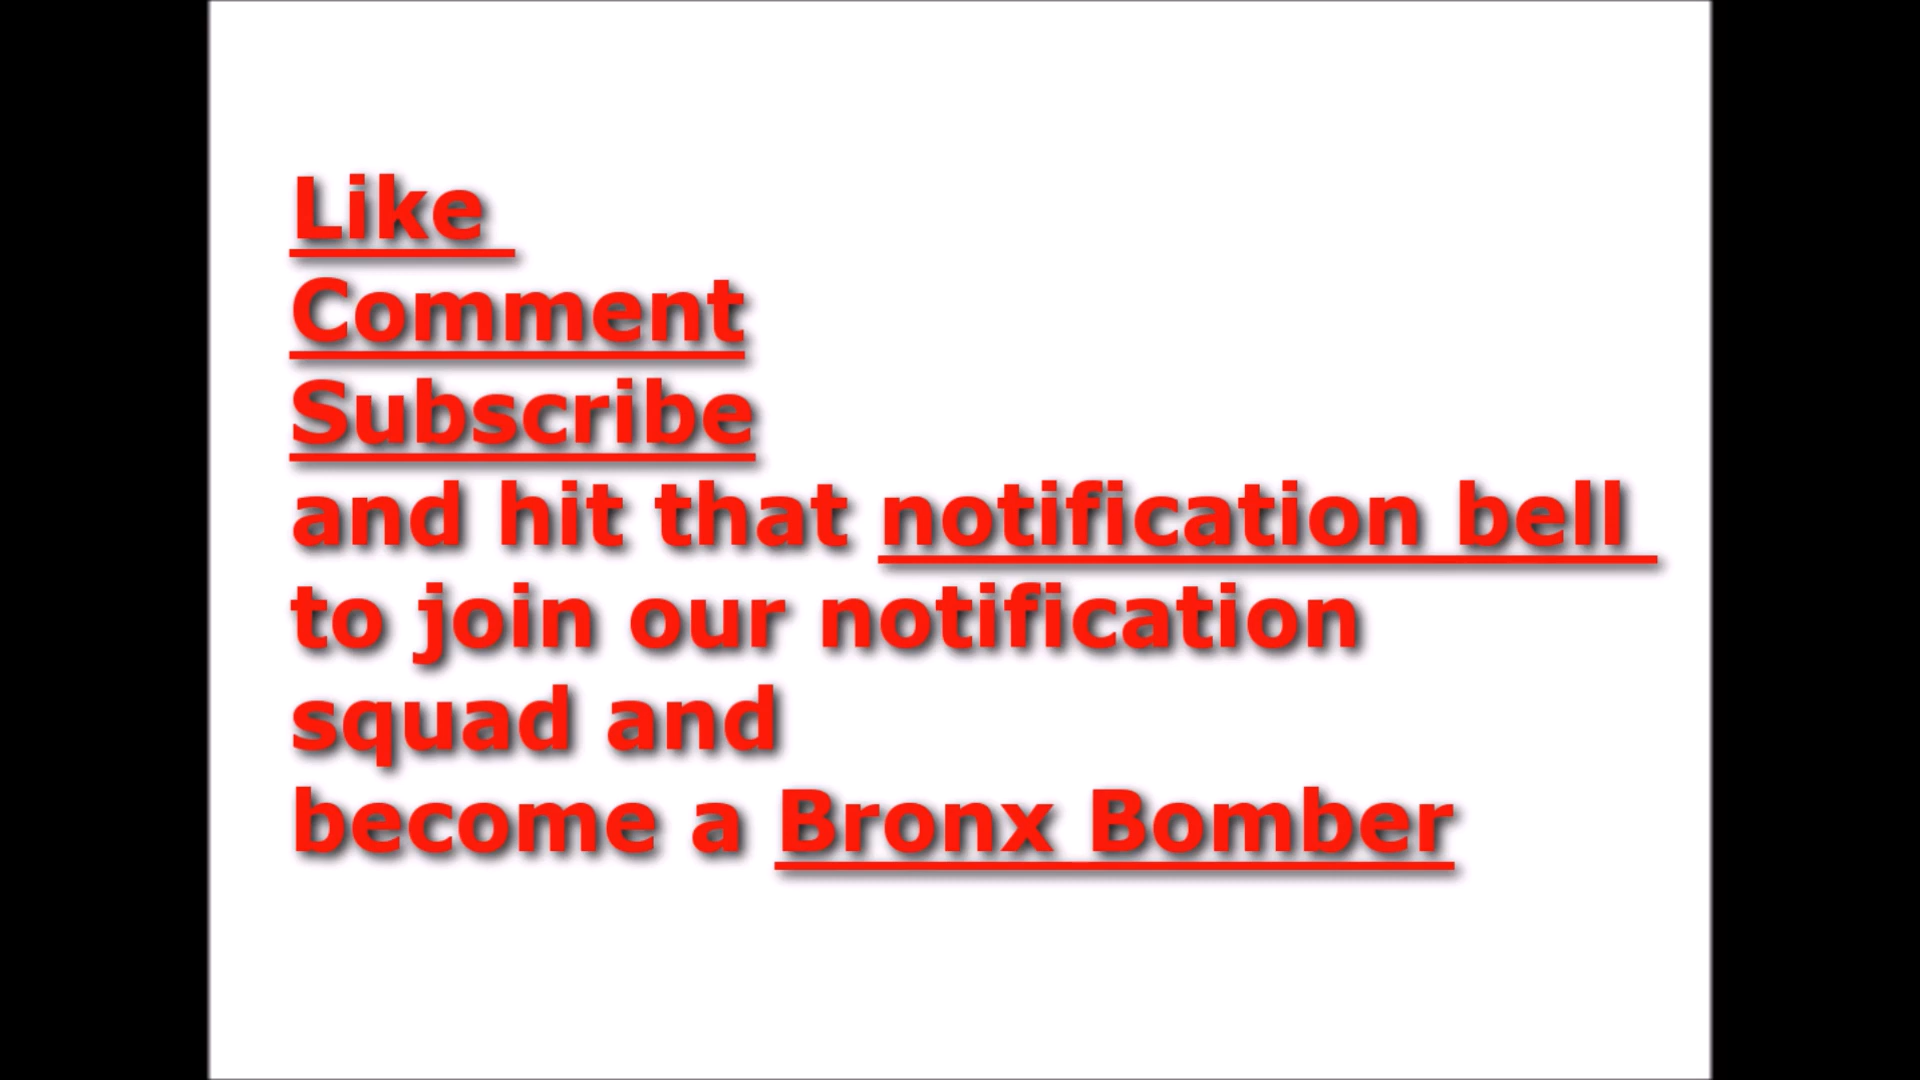 Like
Comment
Subscribe
and hit that notification bell
to join our notification
squad and
become a Bronx Bomber